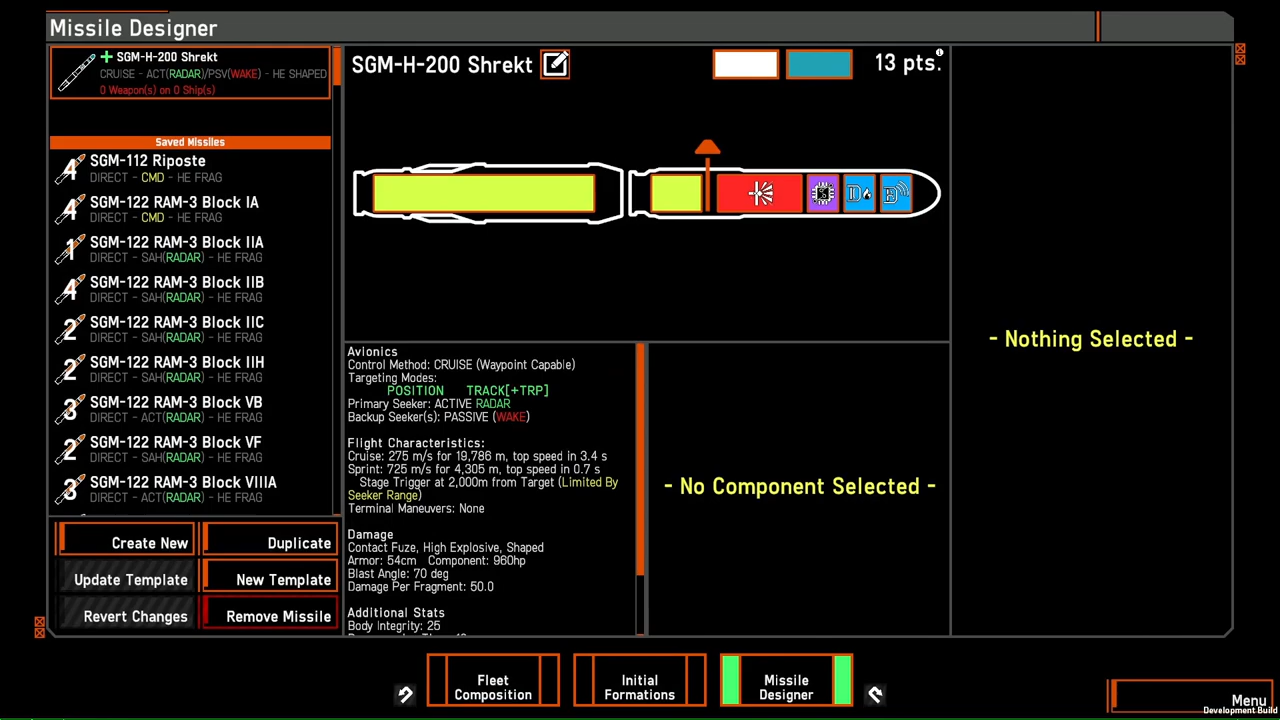 Missile Designer
SGM-H-200 Shrekt
CRUISE - ACT(RADAR)/PSV(WAKE) - HE SHAPED
0 Weapon(s) on 0 Ship(s)
Saved Missiles
4 SGM-112 Riposte
DIRECT - CMD - HE FRAG
4 SGM-122 RAM-3 Block IA
DIRECT - CMD - HE FRAG
1 SGM-122 RAM-3 Block IIA
DIRECT - SAH(RADAR) - HE FRAG
4 SGM-122 RAM-3 Block IIB
DIRECT - SAH(RADAR) - HE FRAG
2 SGM-122 RAM-3 Block IIC
DIRECT - SAH(RADAR) - HE FRAG
2 SGM-122 RAM-3 Block IIH
DIRECT - SAH(RADAR) - HE FRAG
3 SGM-122 RAM-3 Block VB
DIRECT - ACT(RADAR) - HE FRAG
2 SGM-122 RAM-3 Block VF
DIRECT - SAH(RADAR) - HE FRAG
3 SGM-122 RAM-3 Block VIIIA
DIRECT - ACT(RADAR) - HE FRAG
Create New
Duplicate
Update Template
New Template
Revert Changes
Remove Missile
SGM-H-200 Shrekt
13 pts.
D
B
Avionics
Control Method: CRUISE (Waypoint Capable)
Targeting Modes:
POSITION TRACK[+TRP]
Primary Seeker: ACTIVE RADAR
Backup Seeker(s): PASSIVE (WAKE)
Flight Characteristics:
Cruise: 275 m/s for 19,786 m, top speed in 3.4 s
Sprint: 725 m/s for 4,305 m, top speed in 0.7 s
Stage Trigger at 2,000m from Target (Limited By
Seeker Range)
Terminal Maneuvers: None
Damage
Contact Fuze, High Explosive, Shaped
Armor: 54cm Component: 960hp
Blast Angle: 70 deg
Damage Per Fragment: 50.0
Additional Stats
Body Integrity: 25
- No Component Selected -
- Nothing Selected -
Fleet
Composition
Initial
Formations
Missile
Designer
Menu
Development Build